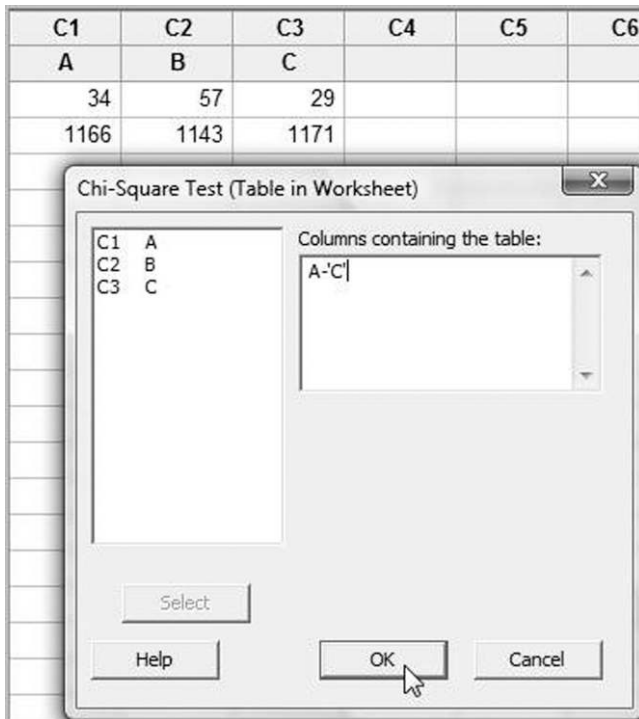 C1 C2 C3 C4 C5 C6
A B C
34 57 29
1166 1143 1171
Chi-Square Test (Table in Worksheet)
C1 A
C2 B
C3 C
Columns containing the table:
A-'C'
Select
Help OK Cancel